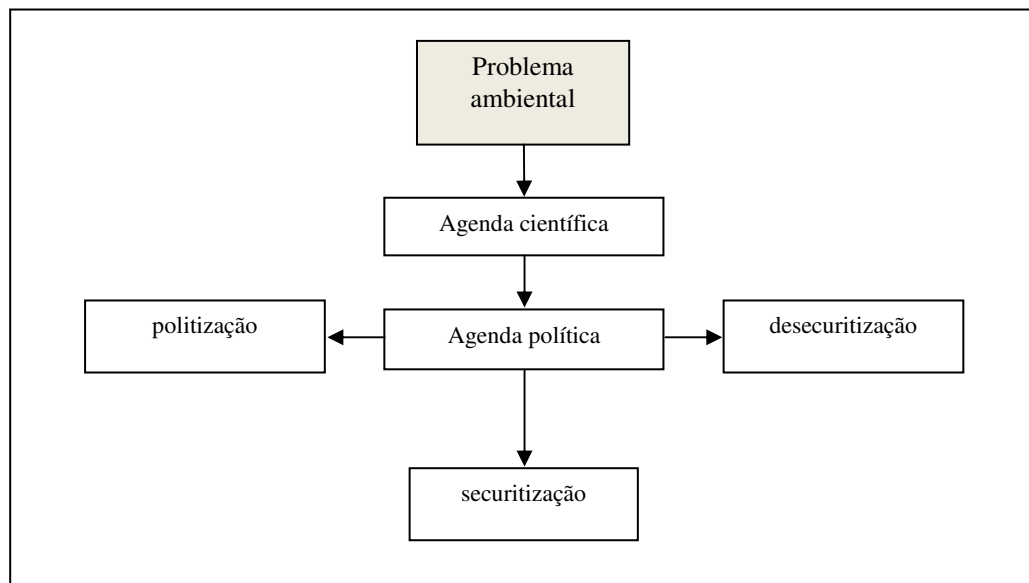 Problema
ambiental
Agenda científica
politização
Agenda política
desecuritização
securitização